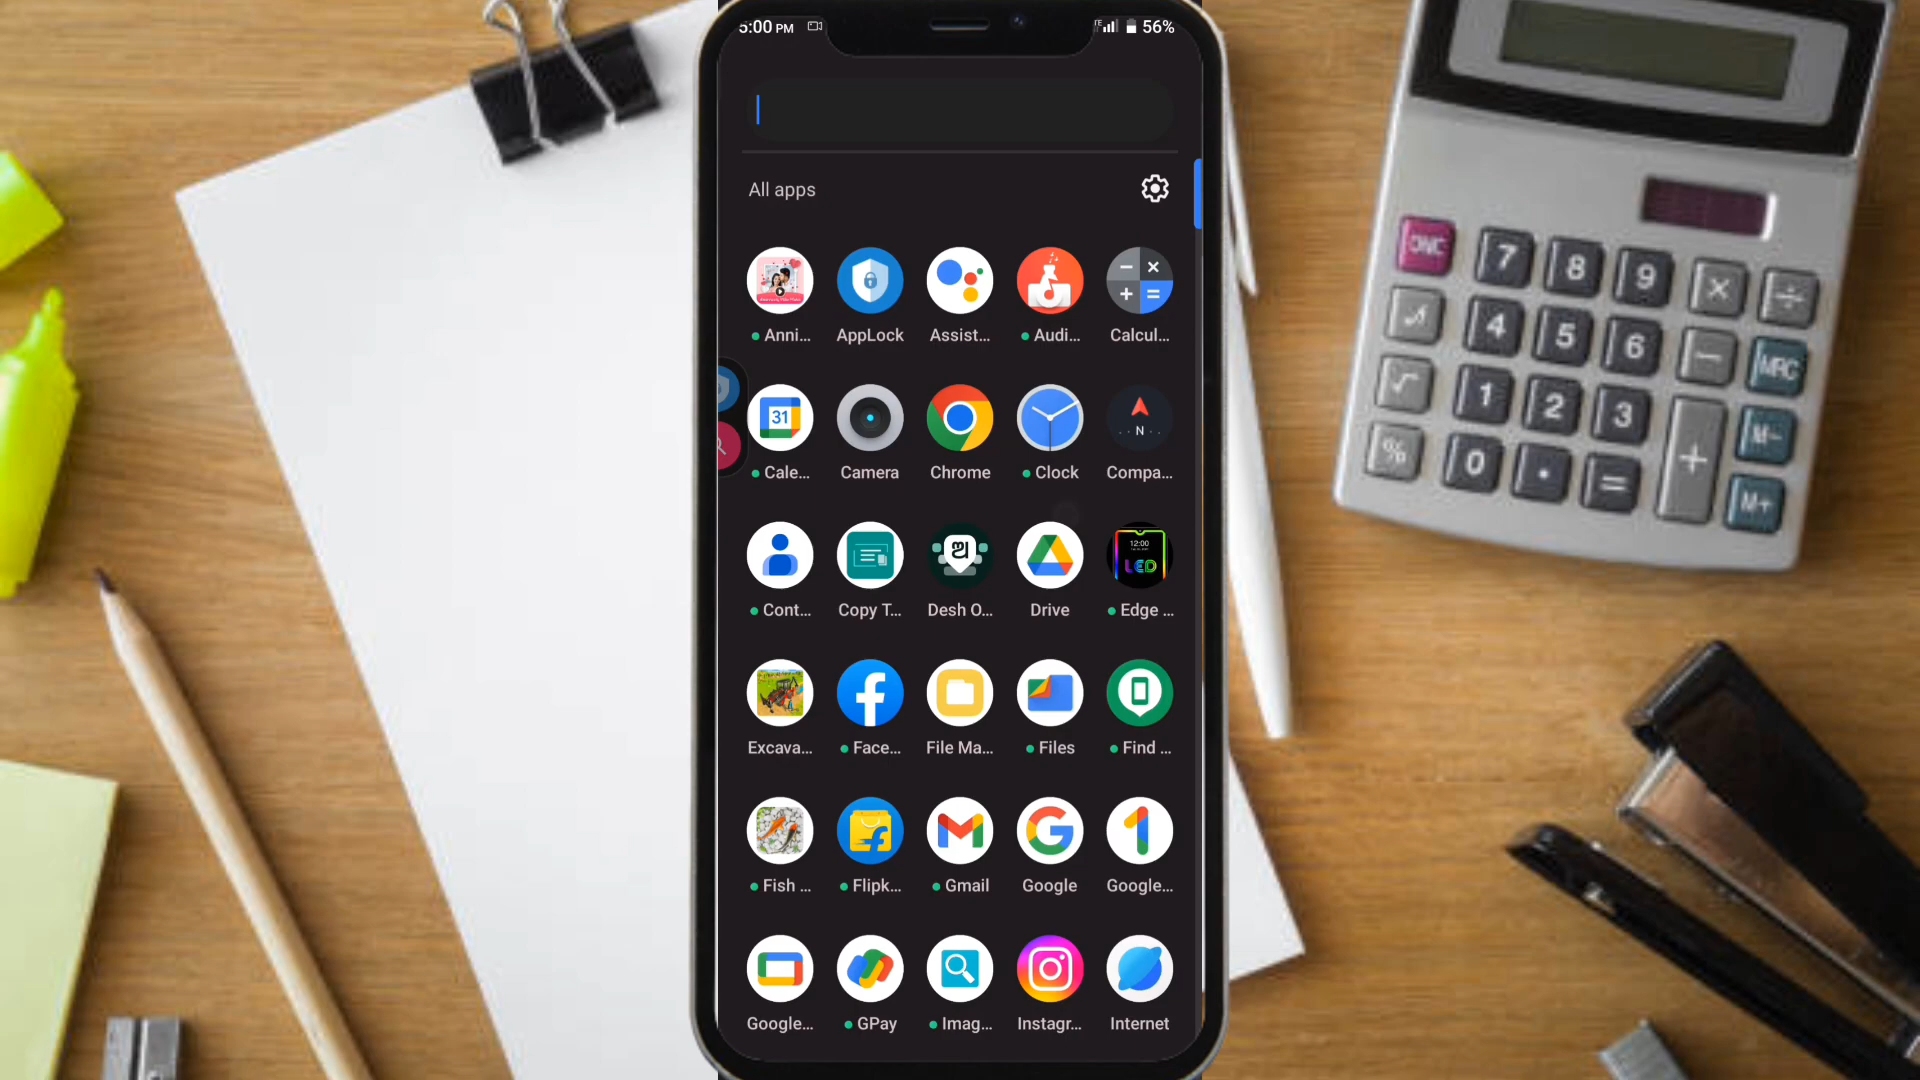 5:00 PM 56%
All apps
Anni... AppLock Assist... Audi... Calcul...
31 N
Cale... Camera Chrome Clock Compa...
12:00
LED
Cont... Copy T... Desh O... Drive Edge ...
Excava... Face... File Ma... Files Find ...
Fish ... Flipk... Gmail Google Google...
Google... GPay Imag... Instagr... Internet
7 8 9 × ÷
4 5 6 − MRC
√ 1 2 3 M-
% 0 . = + M+